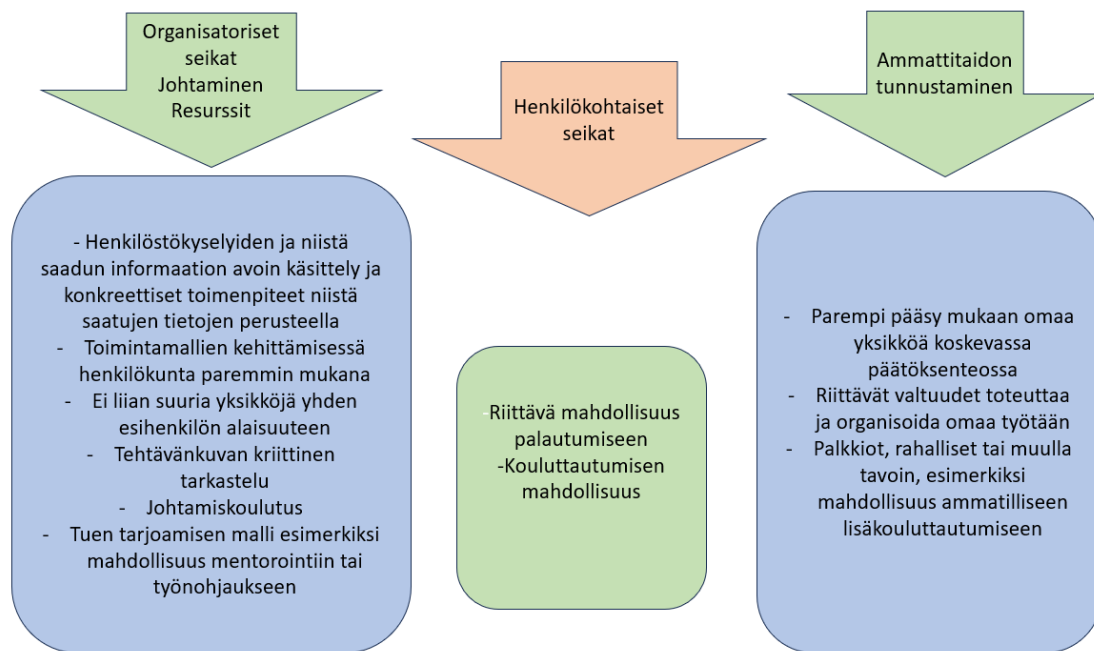 Organisatoriset
seikat
Johtaminen
Resurssit
- Henkilöstökyselyiden ja niistä
saadun informaation avoin käsittely ja
konkreettiset toimenpiteet niistä
saatujen tietojen perusteella
- Toimintamallien kehittämisessä
henkilökunta paremmin mukana
- Ei liian suuria yksikköjä yhden
esihenkilön alaisuuteen
- Tehtävänkuvan kriittinen
tarkastelu
- Johtamiskoulutus
- Tuen tarjoamisen malli esimerkiksi
mahdollisuus mentorointiin tai
työnohjaukseen
Henkilökohtaiset
seikat
-Riittävä mahdollisuus
palautumiseen
-Kouluttautumisen
mahdollisuus
Ammattitaidon
tunnustaminen
- Parempi pääsy mukaan omaa
yksikköä koskevassa
päätöksenteossa
- Riittävät valtuudet toteuttaa
ja organisoida omaa työtään
- Palkkiot, rahalliset tai muulla
tavoin, esimerkiksi
mahdollisuus ammatilliseen
lisäkouluttautumiseen